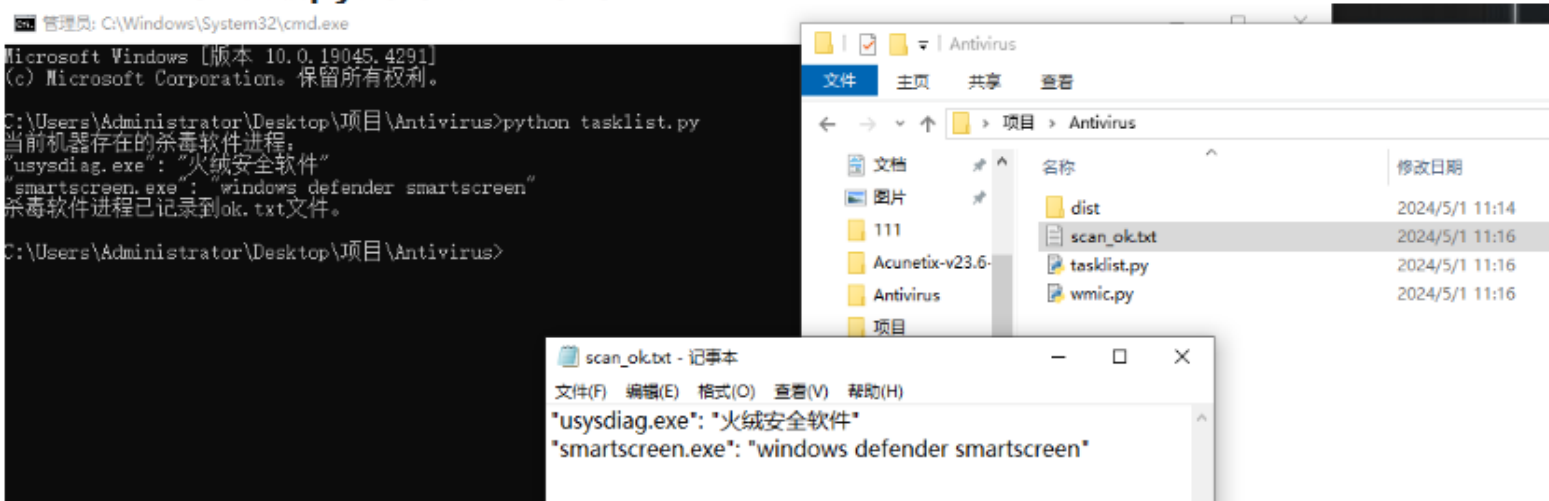 管理员: C:\Windows\System32\cmd.exe
Microsoft Windows [版本 10.0.19045.4291]
(c) Microsoft Corporation。保留所有权利。
C:\Users\Administrator\Desktop\项目\Antivirus>python tasklist.py
当前机器存在的杀毒软件进程:
"usysdiag.exe": "火绒安全软件"
"smartscreen.exe": "windows defender smartscreen"
杀毒软件进程已记录到ok.txt文件。
C:\Users\Administrator\Desktop\项目\Antivirus>
Antivirus
文件 主页 共享 查看
项目 > Antivirus
文档
图片
111
Acunetix-v23.6-
Antivirus
项目
名称 修改日期
dist 2024/5/1 11:14
scan_ok.txt 2024/5/1 11:16
tasklist.py 2024/5/1 11:16
wmic.py 2024/5/1 11:16
scan_ok.txt - 记事本
文件(F) 编辑(E) 格式(O) 查看(V) 帮助(H)
"usysdiag.exe": "火绒安全软件"
"smartscreen.exe": "windows defender smartscreen"